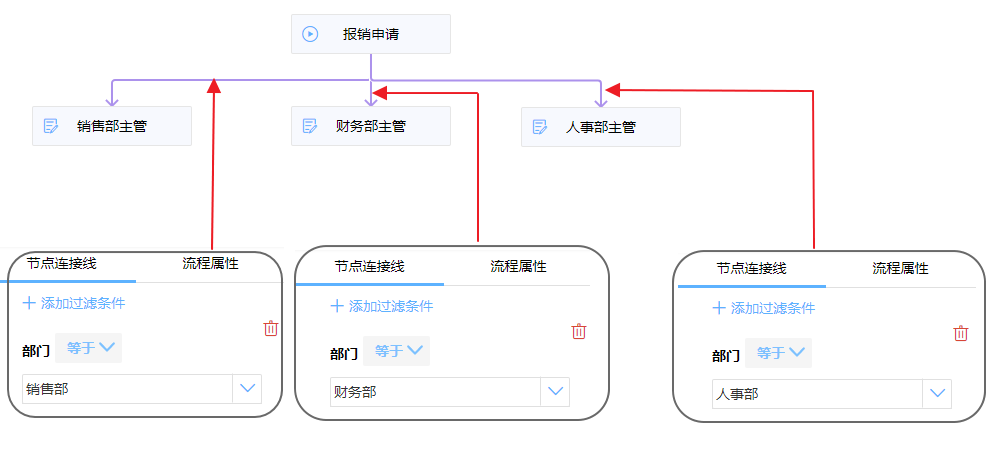 报销申请
销售部主管
财务部主管
人事部主管
节点连接线 流程属性
添加过滤条件
部门 等于
销售部
节点连接线 流程属性
添加过滤条件
部门 等于
财务部
节点连接线 流程属性
添加过滤条件
部门 等于
人事部